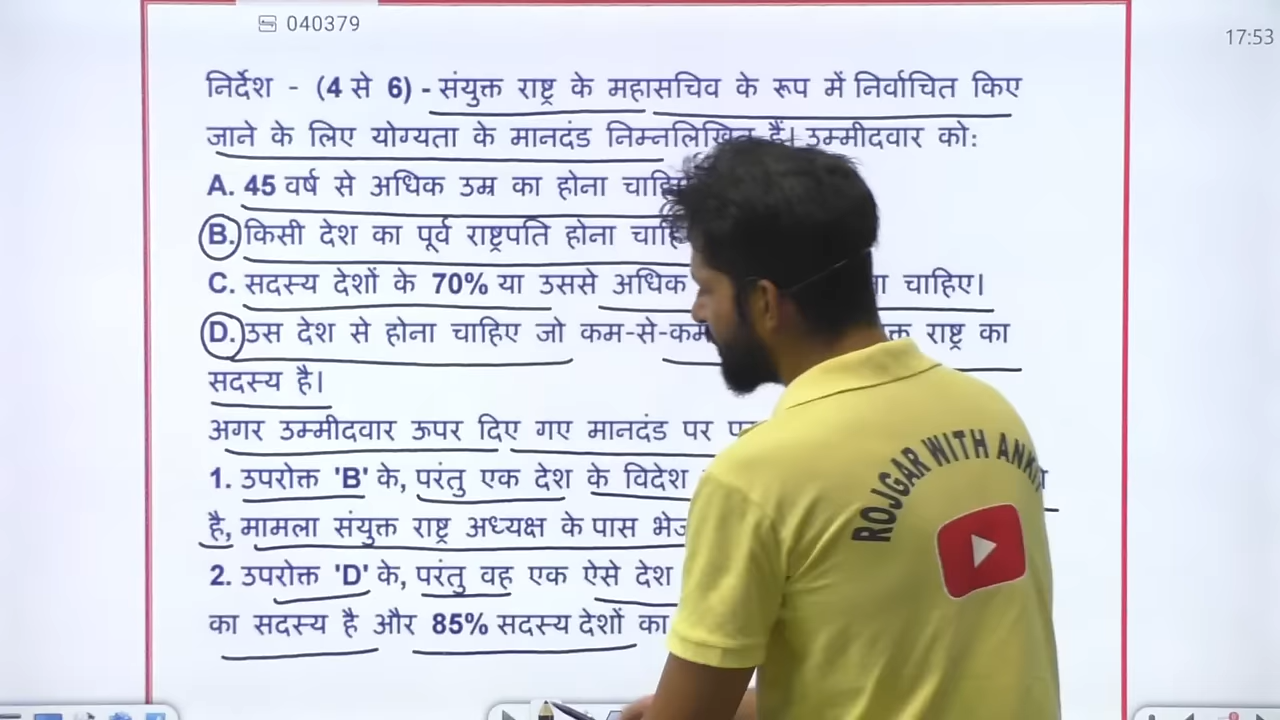 040379
17:53
निर्देश - (4 से 6) - संयुक्त राष्ट्र के महासचिव के रूप में निर्वाचित किए
जाने के लिए योग्यता के मानदंड निम्नलिखित हैं। उम्मीदवार को:
A. 45 वर्ष से अधिक उम्र का होना
B. किसी देश का पूर्व राष्ट्रपति होना
C. सदस्य देशों के 70% या उससे अधिक चाहिए।
D. उस देश से होना चाहिए जो कम-से-कम राष्ट्र का
सदस्य है।
अगर उम्मीदवार ऊपर दिए गए मानदंड पर
1. उपरोक्त 'B' के, परंतु एक देश के विदेश
है, मामला संयुक्त राष्ट्र अध्यक्ष के पास
2. उपरोक्त 'D' के, परंतु वह एक ऐसे देश
का सदस्य है और 85% सदस्य देशों का
ROJGAR WITH